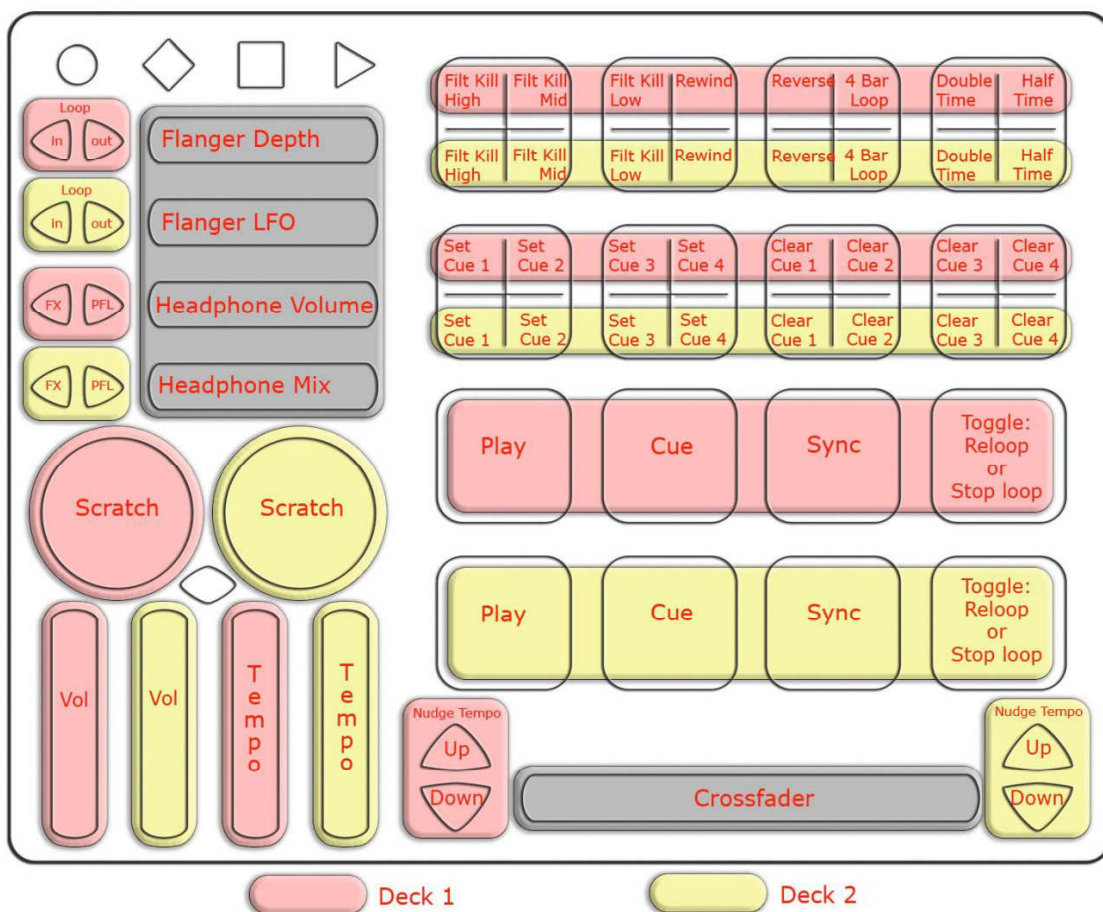 Loop
in out
Loop
in out
FX PFL
FX PFL
Flanger Depth
Flanger LFO
Headphone Volume
Headphone Mix
Filt Kill Filt Kill Filt Kill Rewind Reverse 4 Bar Double Half
High Mid Low Loop Time Time
Filt Kill Filt Kill Filt Kill Rewind Reverse 4 Bar Double Half
High Mid Low Loop Time Time
Set Set Set Set Clear Clear Clear Clear
Cue 1 Cue 2 Cue 3 Cue 4 Cue 1 Cue 2 Cue 3 Cue 4
Set Set Set Set Clear Clear Clear Clear
Cue 1 Cue 2 Cue 3 Cue 4 Cue 1 Cue 2 Cue 3 Cue 4
Play
Cue
Sync
Toggle:
Reloop
or
Stop loop
Scratch
Scratch
Play
Cue
Sync
Toggle:
Reloop
or
Stop loop
Vol
Vol
Tempo
Tempo
Nudge Tempo
Up
Down
Crossfader
Nudge Tempo
Up
Down
Deck 1
Deck 2